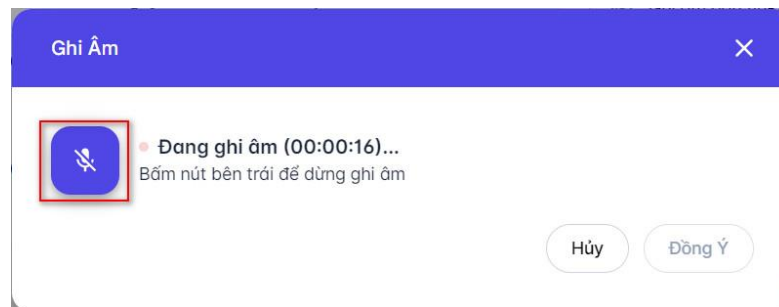 Ghi Âm
Đang ghi âm (00:00:16)...
Bấm nút bên trái để dừng ghi âm
Hủy
Đồng Ý